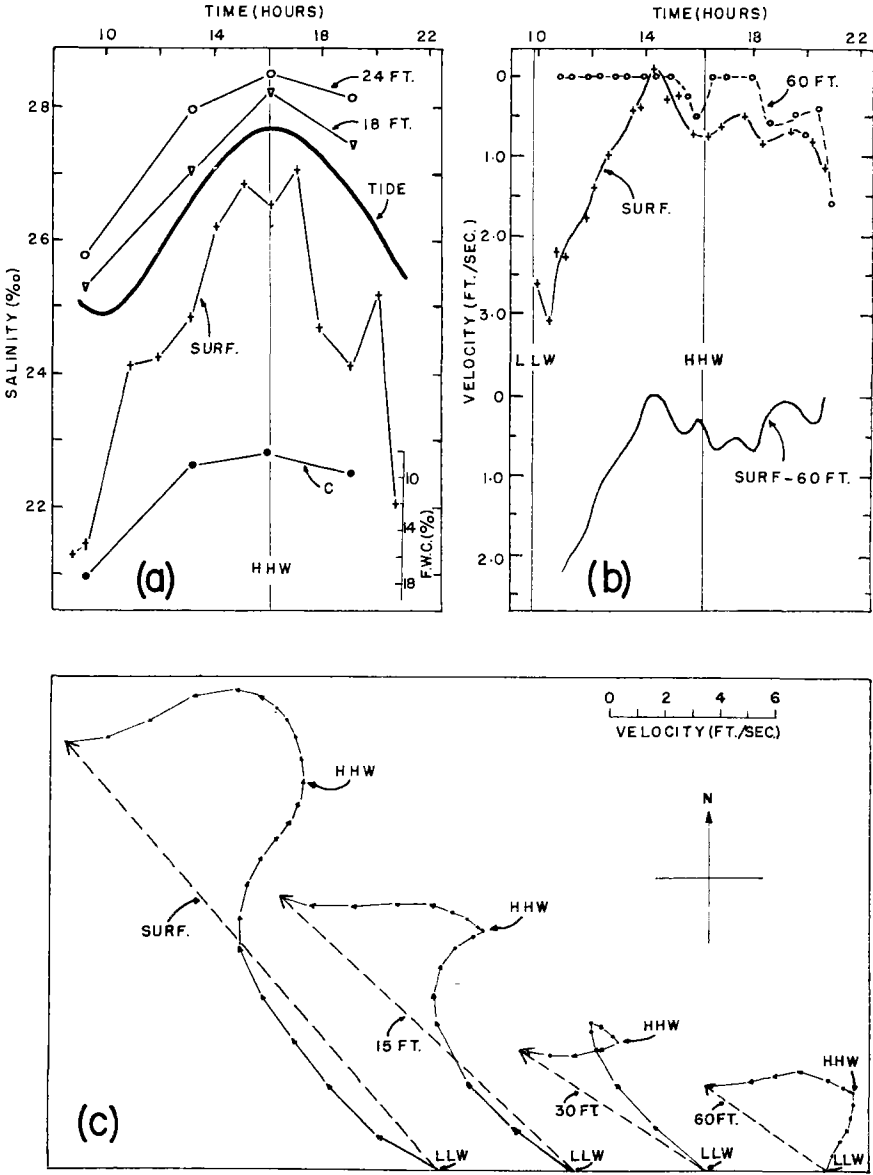 TIME (HOURS)
10 14 18 22
28
26
24
22
SALINITY (‰)
24 FT.
18 FT.
TIDE
SURF.
C
10
14
18
F.W.C.(%)
HHW
(a)
TIME (HOURS)
10 14 18 22
0
1.0
2.0
3.0
0
1.0
2.0
VELOCITY (FT./SEC.)
60 FT.
SURF.
LLW
HHW
SURF-60 FT.
(b)
0 2 4 6
VELOCITY (FT./SEC.)
N
HHW
SURF.
HHW
15 FT.
HHW
30 FT.
HHW
60 FT.
LLW
LLW
LLW
LLW
(c)